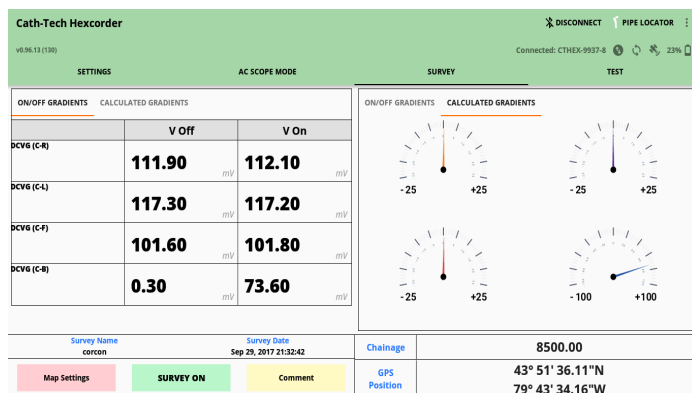 Cath-Tech Hexcorder
DISCONNECT
PIPE LOCATOR
v0.96.13 (130)
Connected: CTHEX-9937-8
23%
SETTINGS
AC SCOPE MODE
SURVEY
TEST
ON/OFF GRADIENTS
CALCULATED GRADIENTS
V Off
V On
DCVG (C-R)
111.90 mV
112.10 mV
DCVG (C-L)
117.30 mV
117.20 mV
DCVG (C-F)
101.60 mV
101.80 mV
DCVG (C-B)
0.30 mV
73.60 mV
ON/OFF GRADIENTS
CALCULATED GRADIENTS
-25
+25
-25
+25
-25
+25
-100
+100
Survey Name
corcon
Survey Date
Sep 29, 2017 21:32:42
Map Settings
SURVEY ON
Comment
Chainage
8500.00
GPS
Position
43° 51' 36.11"N
79° 43' 34.16"W